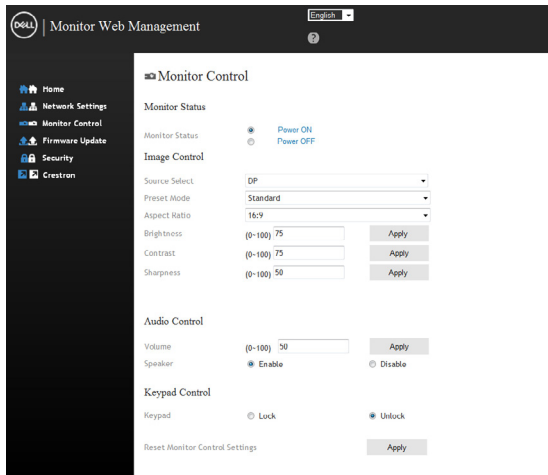 English
DELL | Monitor Web Management
?
Home
Network Settings
Monitor Control
Firmware Update
Security
Crestron
Monitor Control
Monitor Status
Monitor Status Power ON
Power OFF
Image Control
Source Select DP
Preset Mode Standard
Aspect Ratio 16:9
Brightness (0~100) 75 Apply
Contrast (0~100) 75 Apply
Sharpness (0~100) 50 Apply
Audio Control
Volume (0~100) 50 Apply
Speaker Enable Disable
Keypad Control
Keypad Lock Unlock
Reset Monitor Control Settings Apply